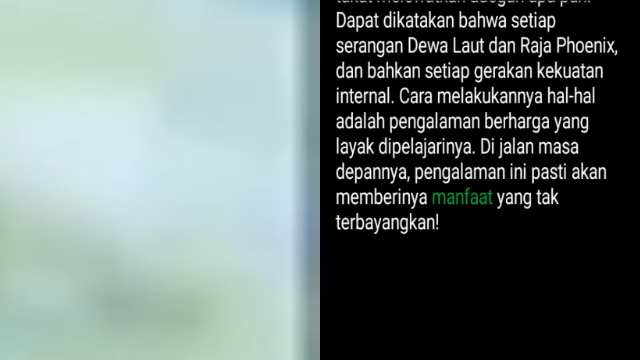 Dapat dikatakan bahwa setiap
serangan Dewa Laut dan Raja Phoenix,
dan bahkan setiap gerakan kekuatan
internal. Cara melakukannya hal-hal
adalah pengalaman berharga yang
layak dipelajarinya. Di jalan masa
depannya, pengalaman ini pasti akan
memberinya manfaat yang tak
terbayangkan!